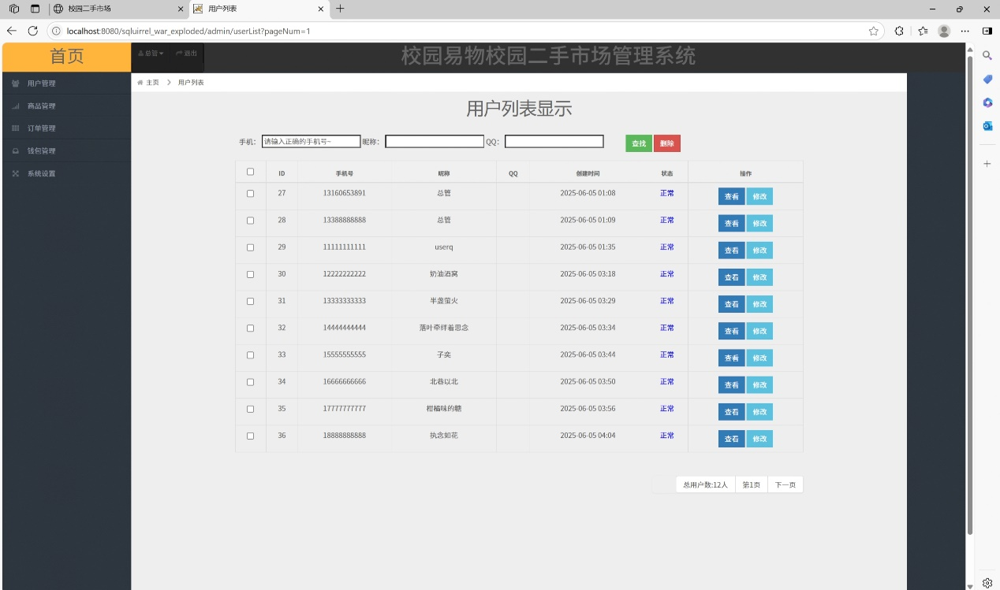 校园二手市场
用户列表
localhost:8080/sqluirrel_war_exploded/admin/userList?pageNum=1
首页
总管
退出
校园易物校园二手市场管理系统
用户管理
商品管理
订单管理
钱包管理
系统设置
主页 > 用户列表
用户列表显示
手机: 请输入正确的手机号~ 昵称: QQ: 查找 删除
ID 手机号 昵称 QQ 创建时间 状态 操作
27 13160653891 总管 2025-06-05 01:08 正常 查看 修改
28 13388888888 总管 2025-06-05 01:09 正常 查看 修改
29 11111111111 userq 2025-06-05 01:35 正常 查看 修改
30 12222222222 奶油酒窝 2025-06-05 03:18 正常 查看 修改
31 13333333333 半盏萤火 2025-06-05 03:29 正常 查看 修改
32 14444444444 落叶牵绊着思念 2025-06-05 03:34 正常 查看 修改
33 15555555555 子奕 2025-06-05 03:44 正常 查看 修改
34 16666666666 北巷以北 2025-06-05 03:50 正常 查看 修改
35 17777777777 柑橘味的糖 2025-06-05 03:56 正常 查看 修改
36 18888888888 执念如花 2025-06-05 04:04 正常 查看 修改
总用户数:12人 第1页 下一页